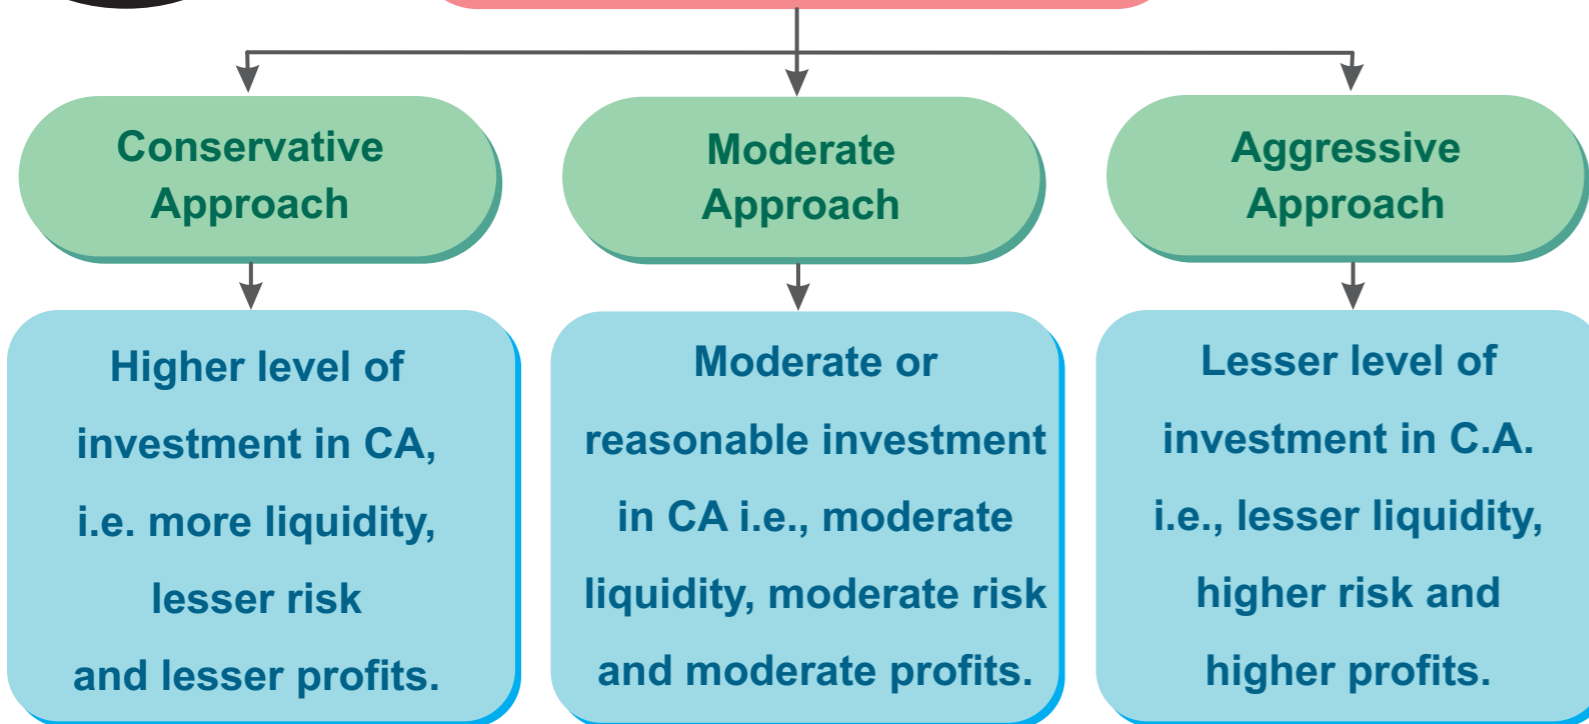 Conservative
Approach
Moderate
Approach
Aggressive
Approach
Higher level of
investment in CA,
i.e. more liquidity,
lesser risk
and lesser profits.
Moderate or
reasonable investment
in CA i.e., moderate
liquidity, moderate risk
and moderate profits.
Lesser level of
investment in C.A.
i.e., lesser liquidity,
higher risk and
higher profits.